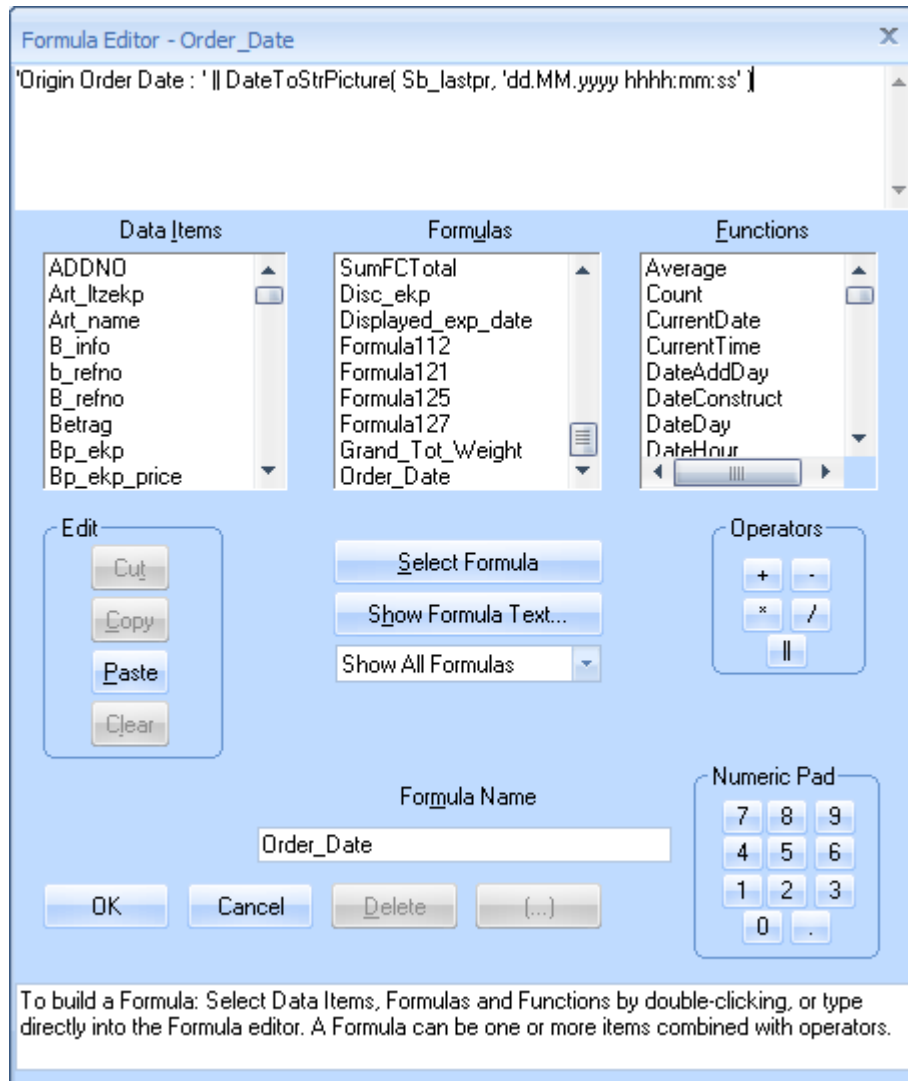 Formula Editor - Order_Date
'Origin Order Date : ' || DateToStrPicture( Sb_lastpr, 'dd.MM.yyyy hhhh:mm:ss' )
Data Items
ADDNO
Art_ltzekp
Art_name
B_info
b_refno
B_refno
Betrag
Bp_ekp
Bp_ekp_price
Formulas
SumFCTotal
Disc_ekp
Displayed_exp_date
Formula112
Formula121
Formula125
Formula127
Grand_Tot_Weight
Order_Date
Functions
Average
Count
CurrentDate
CurrentTime
DateAddDay
DateConstruct
DateDay
DateHour
Edit
Cut
Copy
Paste
Clear
Select Formula
Show Formula Text...
Show All Formulas
Operators
+ -
* /
||
Formula Name
Order_Date
Numeric Pad
7 8 9
4 5 6
1 2 3
0 .
OK Cancel Delete (...)
To build a Formula: Select Data Items, Formulas and Functions by double-clicking, or type
directly into the Formula editor. A Formula can be one or more items combined with operators.